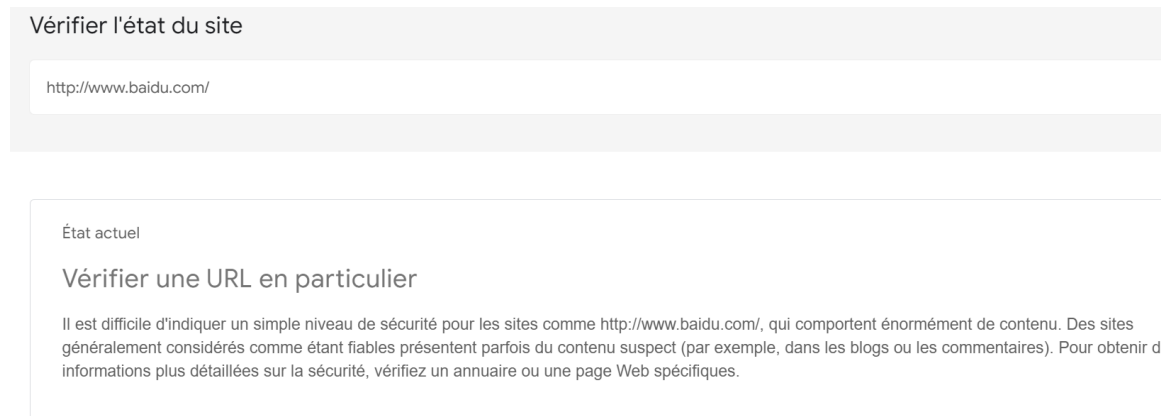 Vérifier l'état du site
http://www.baidu.com/
État actuel
Vérifier une URL en particulier
Il est difficile d'indiquer un simple niveau de sécurité pour les sites comme http://www.baidu.com/, qui comportent énormément de contenu. Des sites
généralement considérés comme étant fiables présentent parfois du contenu suspect (par exemple, dans les blogs ou les commentaires). Pour obtenir d
informations plus détaillées sur la sécurité, vérifiez un annuaire ou une page Web spécifiques.